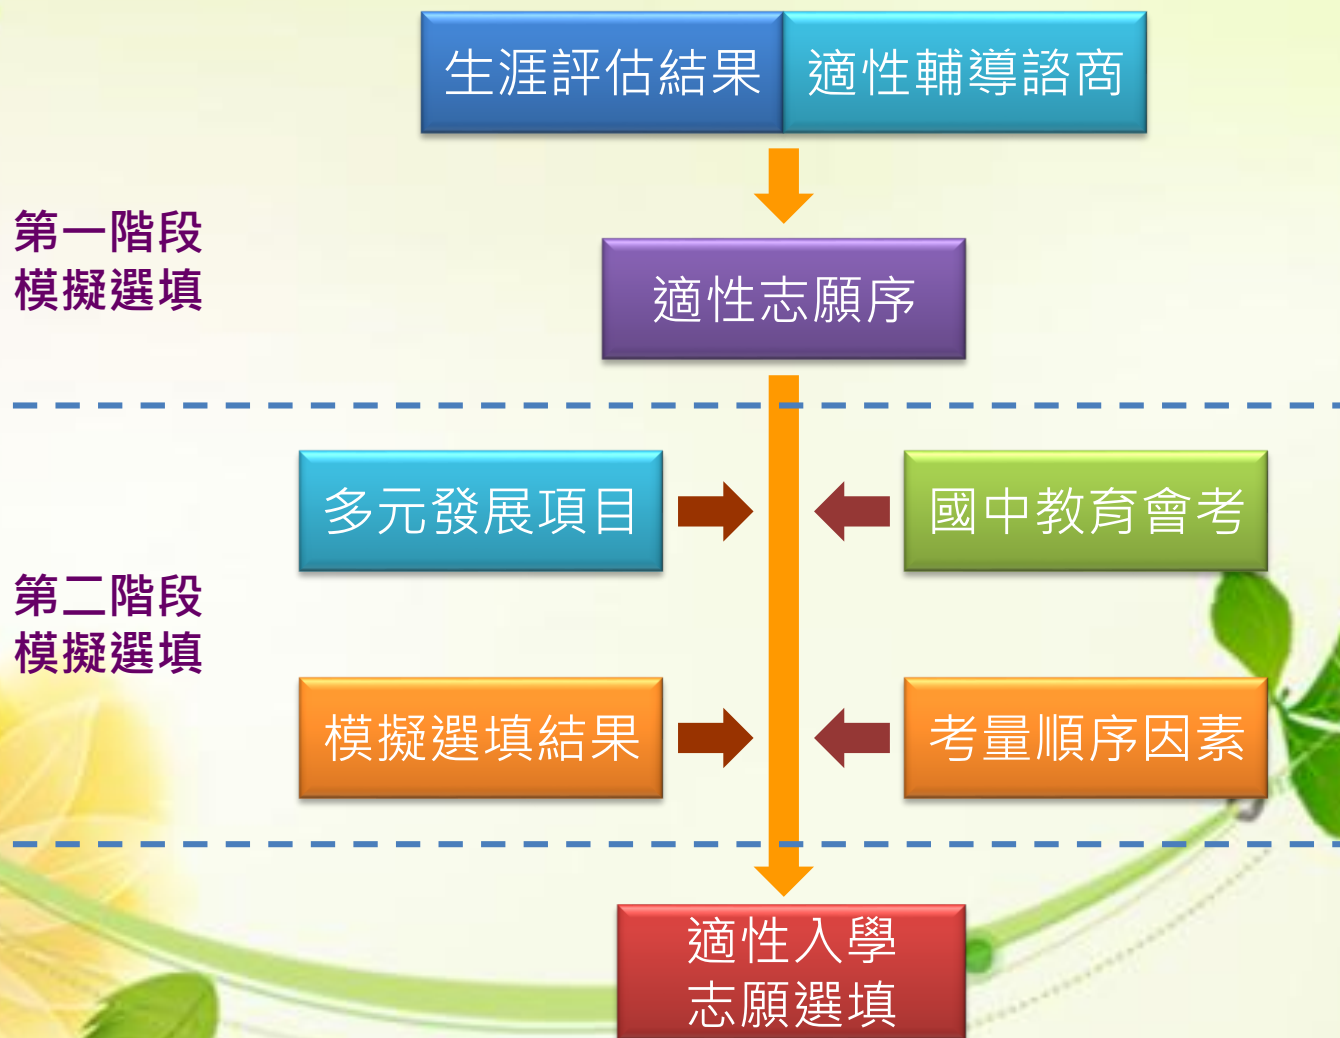 生涯評估結果
適性輔導諮商
第一階段
模擬選填
適性志願序
多元發展項目
國中教育會考
第二階段
模擬選填
模擬選填結果
考量順序因素
適性入學
志願選填